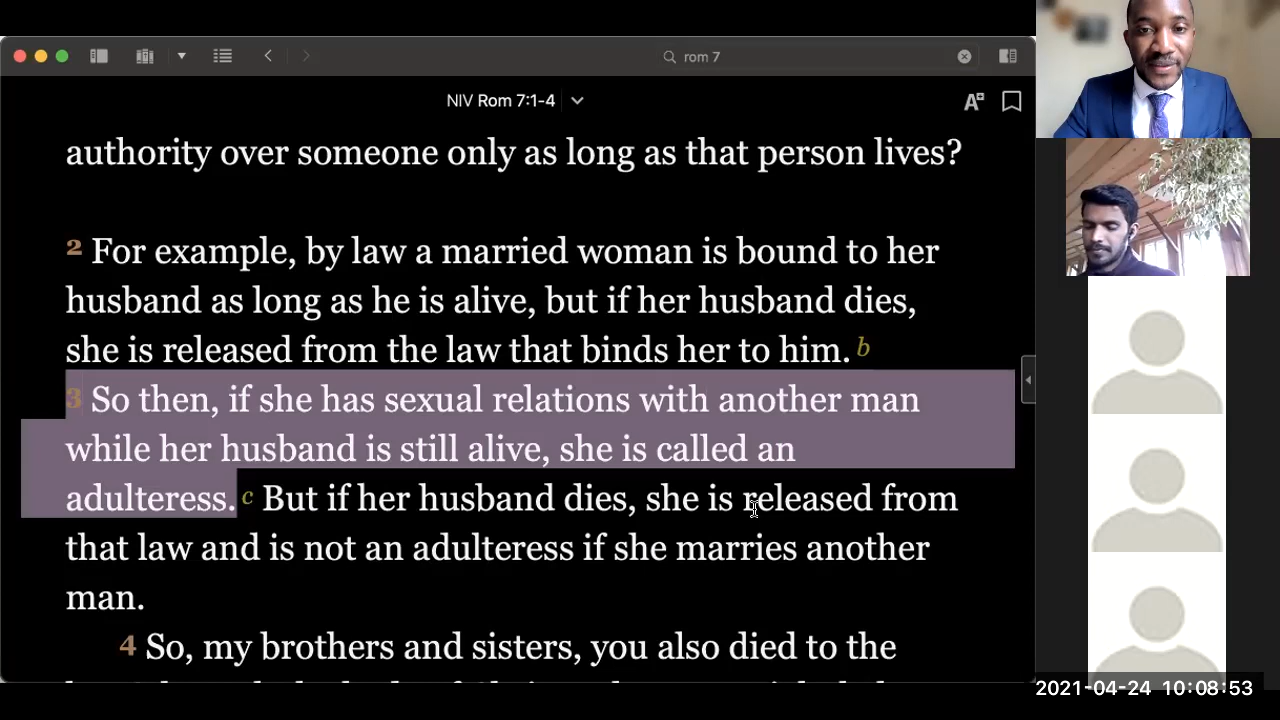 rom 7
NIV Rom 7:1-4
A
authority over someone only as long as that person lives?
2 For example, by law a married woman is bound to her
husband as long as he is alive, but if her husband dies,
she is released from the law that binds her to him. b
3 So then, if she has sexual relations with another man
while her husband is still alive, she is called an
adulteress. c But if her husband dies, she is released from
that law and is not an adulteress if she marries another
man.
4 So, my brothers and sisters, you also died to the
2021-04-24 10:08:53